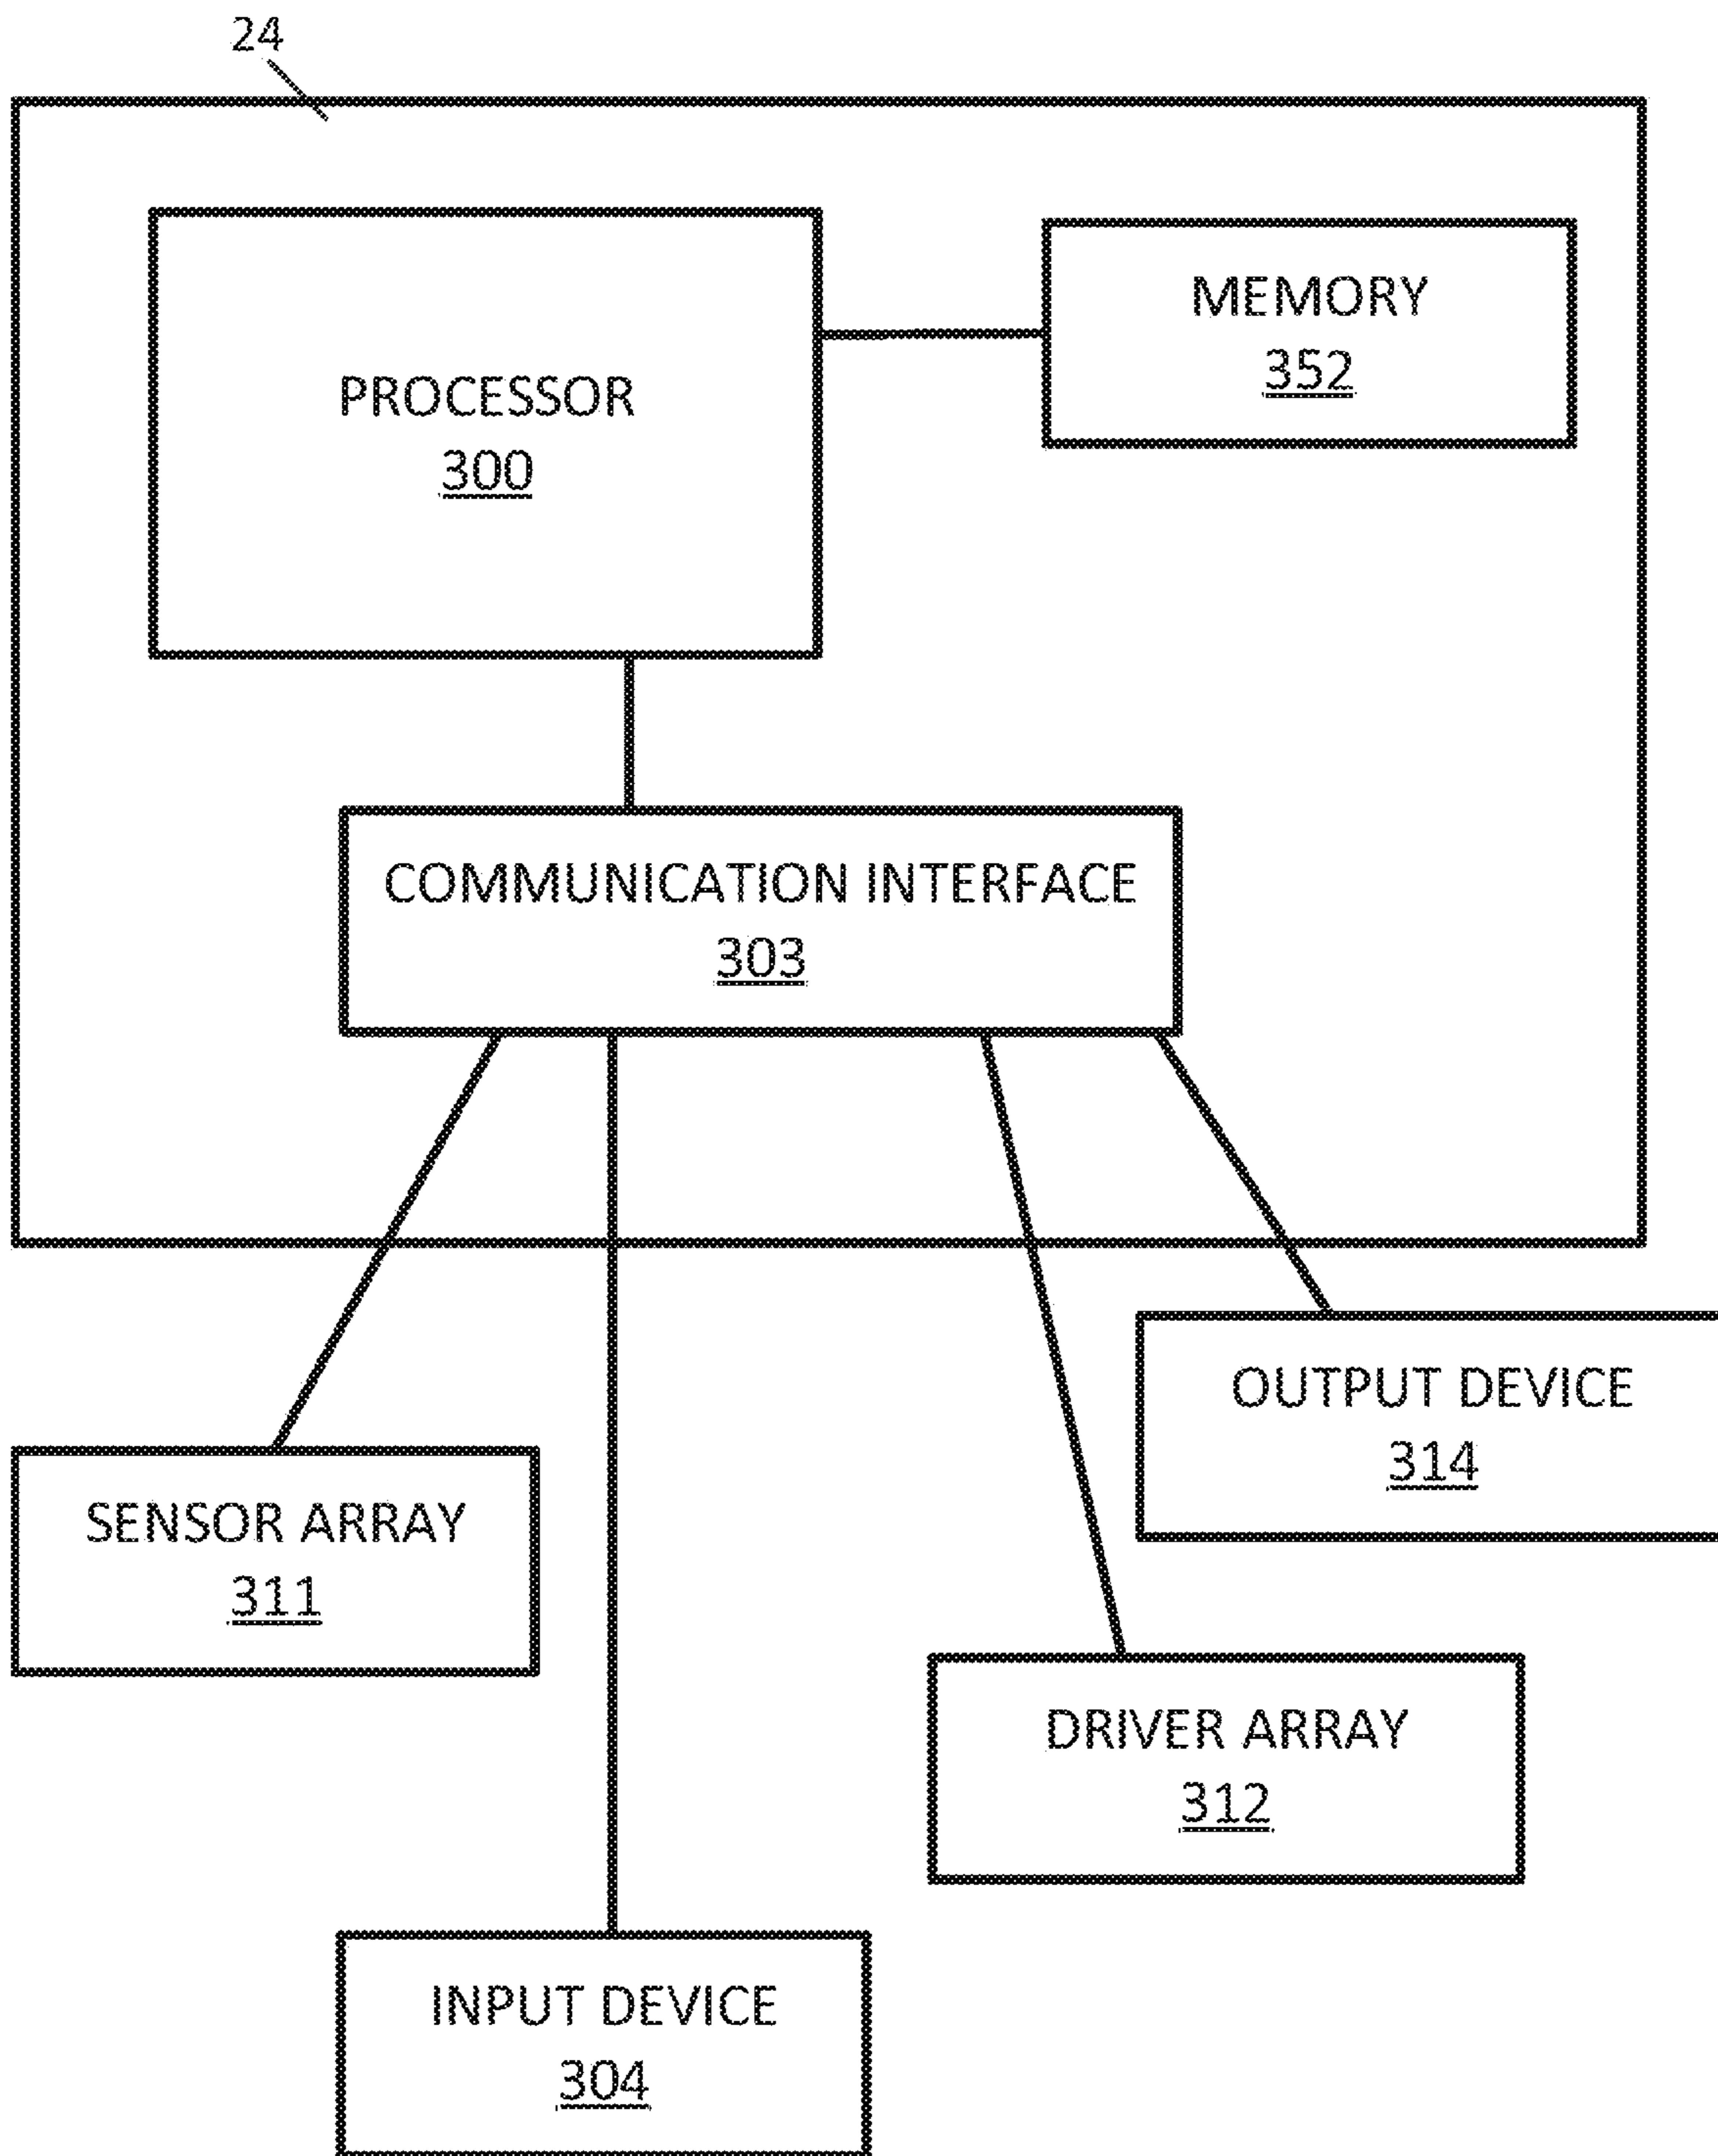 24
PROCESSOR
300
MEMORY
352
COMMUNICATION INTERFACE
303
OUTPUT DEVICE
314
SENSOR ARRAY
311
DRIVER ARRAY
312
INPUT DEVICE
304